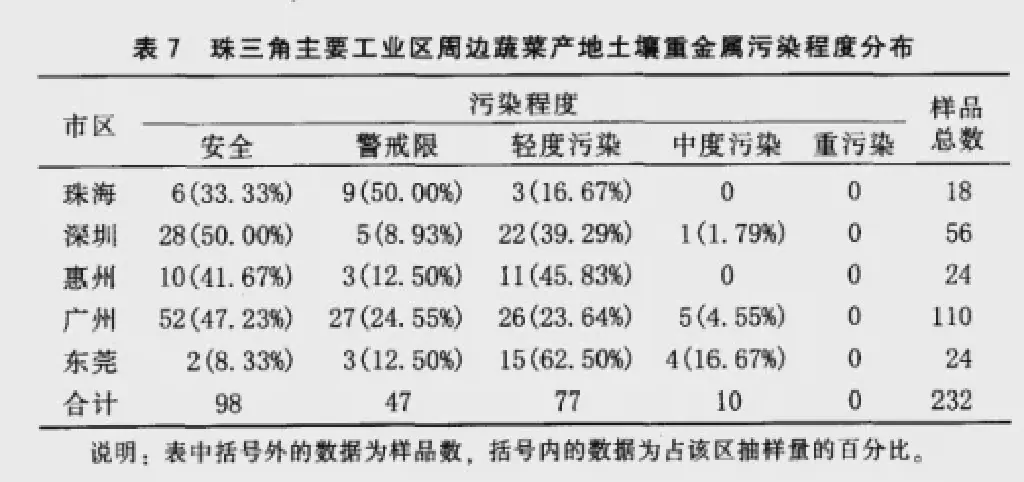 表 7 珠三角主要工业区周边蔬菜产地土壤重金属污染程度分布
市区 污染程度 样品总数
安全 警戒限 轻度污染 中度污染 重污染
珠海 6(33.33%) 9(50.00%) 3(16.67%) 0 0 18
深圳 28(50.00%) 5(8.93%) 22(39.29%) 1(1.79%) 0 56
惠州 10(41.67%) 3(12.50%) 11(45.83%) 0 0 24
广州 52(47.23%) 27(24.55%) 26(23.64%) 5(4.55%) 0 110
东莞 2(8.33%) 3(12.50%) 15(62.50%) 4(16.67%) 0 24
合计 98 47 77 10 0 232
说明：表中括号外的数据为样品数，括号内的数据为占该区抽样量的百分比。